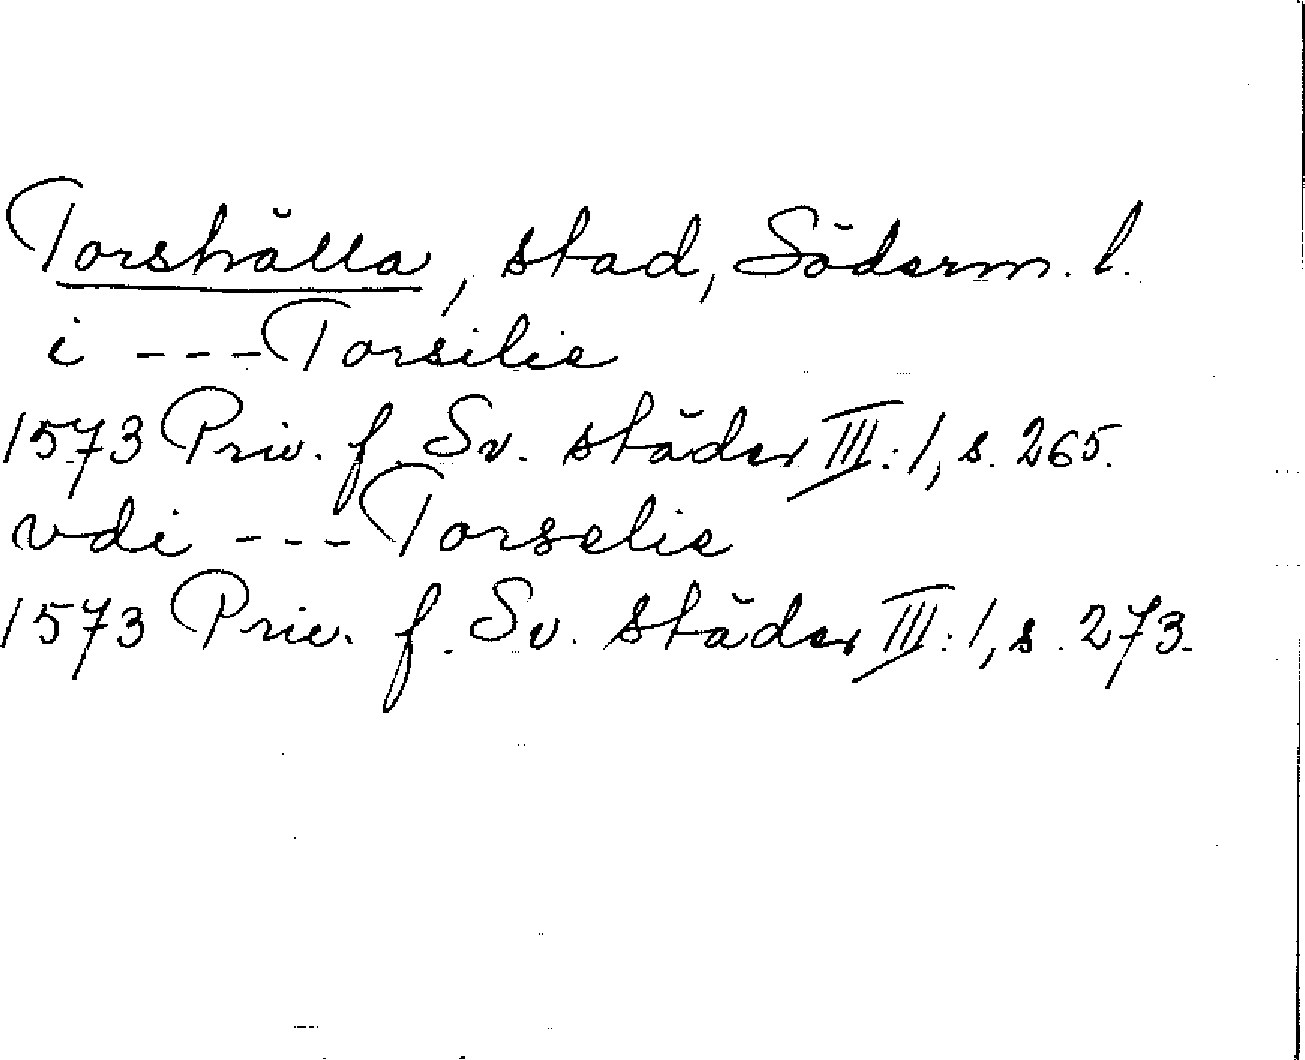 Torshälla, stad, Söderm. l.
i --- Torsilie
1573 Priv. f. Sv. städer III:1, s. 265.
vdi --- Torselie
1573 Priv. f. Sv. städer III:1, s. 273.